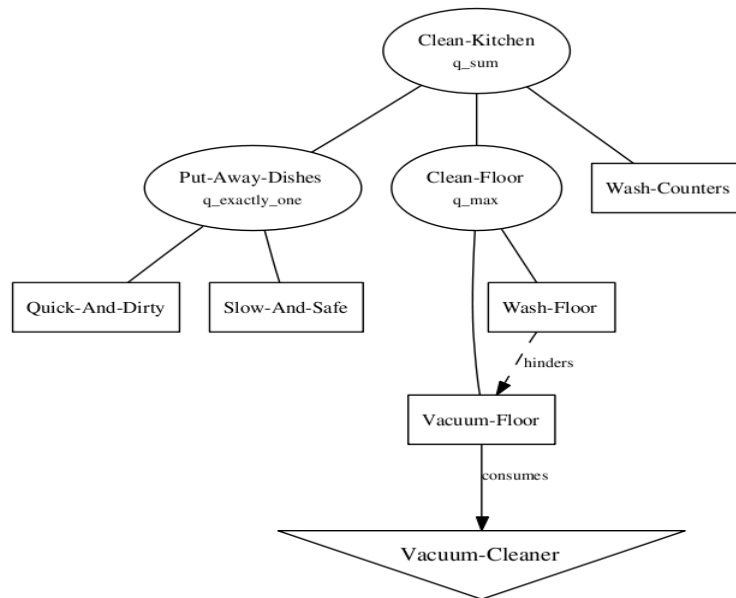 Clean-Kitchen
q_sum
Put-Away-Dishes
q_exactly_one
Clean-Floor
q_max
Wash-Counters
Quick-And-Dirty
Slow-And-Safe
Wash-Floor
hinders
Vacuum-Floor
consumes
Vacuum-Cleaner